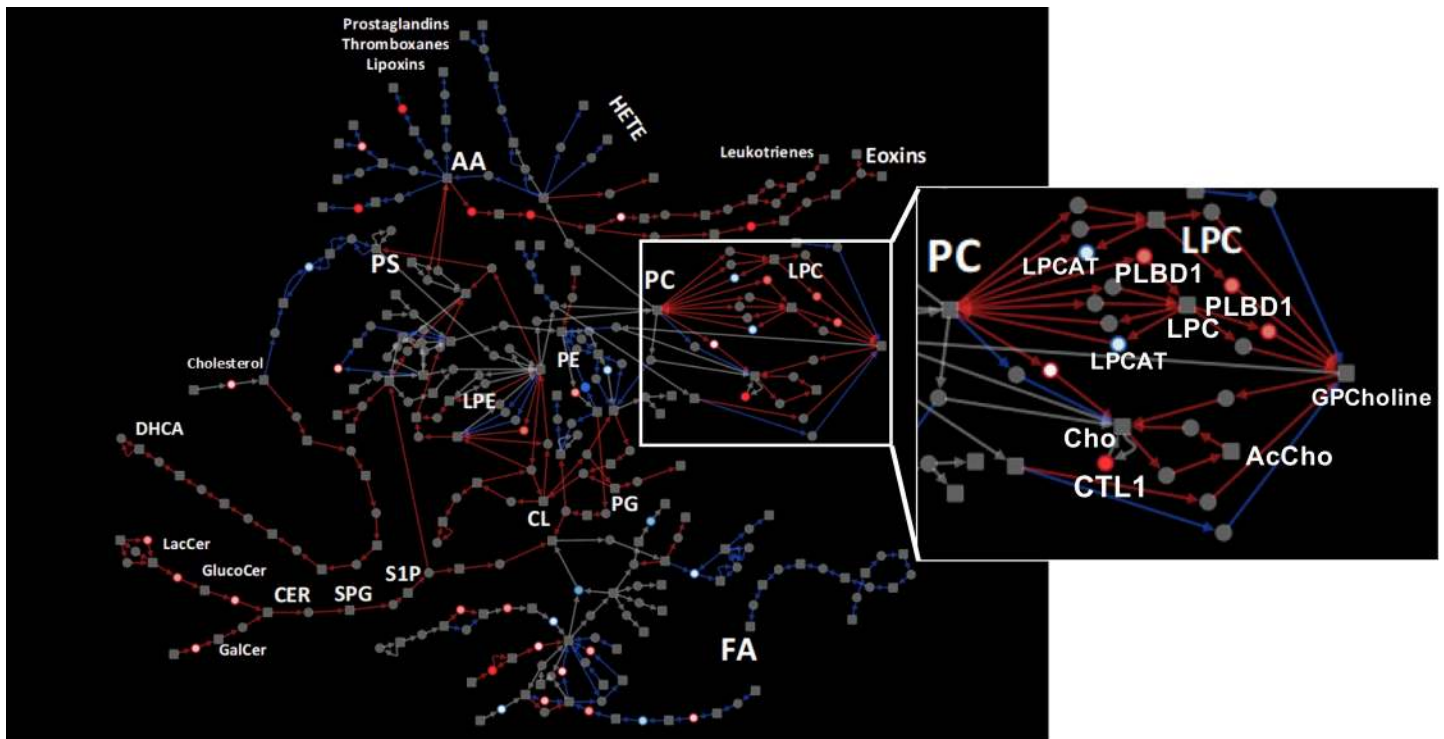 Prostaglandins
Thromboxanes
Lipoxins
HETE
AA
Leukotrienes
Eoxins
PS
PC
LPC
Cholesterol
PE
LPE
DHCA
CL
PG
LacCer
GlucoCer
S1P
CER
SPG
GalCer
FA
PC
LPC
LPCAT
PLBD1
PLBD1
LPC
LPCAT
GPCholine
Cho
AcCho
CTL1